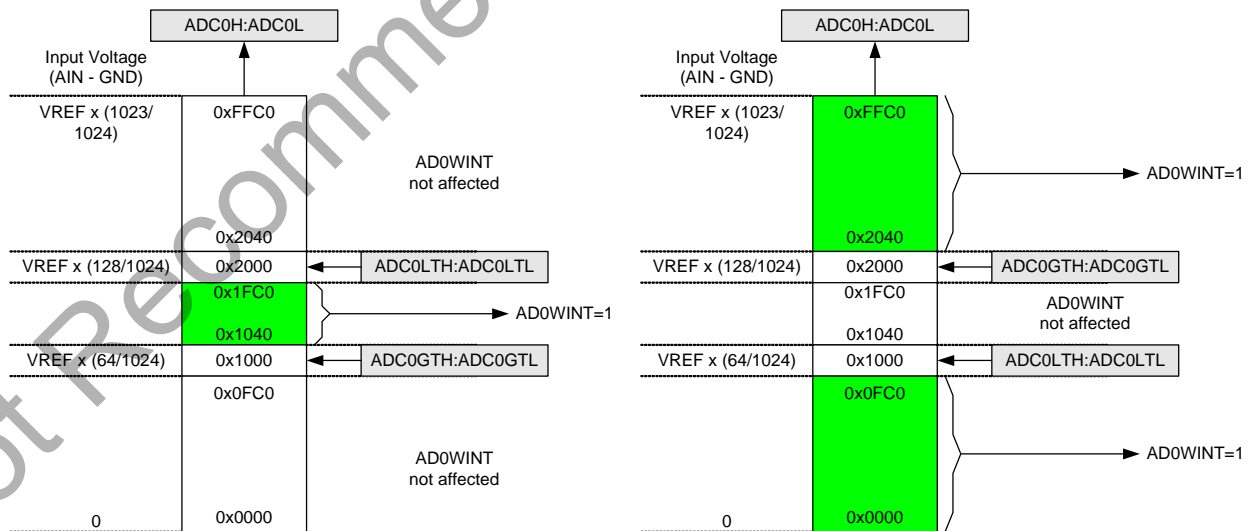 ADC0H:ADC0L
Input Voltage
(AIN - GND)
VREF x (1023/
1024)
0xFFC0
AD0WINT
not affected
0x2040
VREF x (128/1024)
0x2000
ADC0LTH:ADC0LTL
0x1FC0
AD0WINT=1
0x1040
VREF x (64/1024)
0x1000
ADC0GTH:ADC0GTL
0x0FC0
AD0WINT
not affected
0
0x0000
ADC0H:ADC0L
Input Voltage
(AIN - GND)
VREF x (1023/
1024)
0xFFC0
AD0WINT=1
0x2040
VREF x (128/1024)
0x2000
ADC0GTH:ADC0GTL
0x1FC0
AD0WINT
not affected
0x1040
VREF x (64/1024)
0x1000
ADC0LTH:ADC0LTL
0x0FC0
AD0WINT=1
0
0x0000